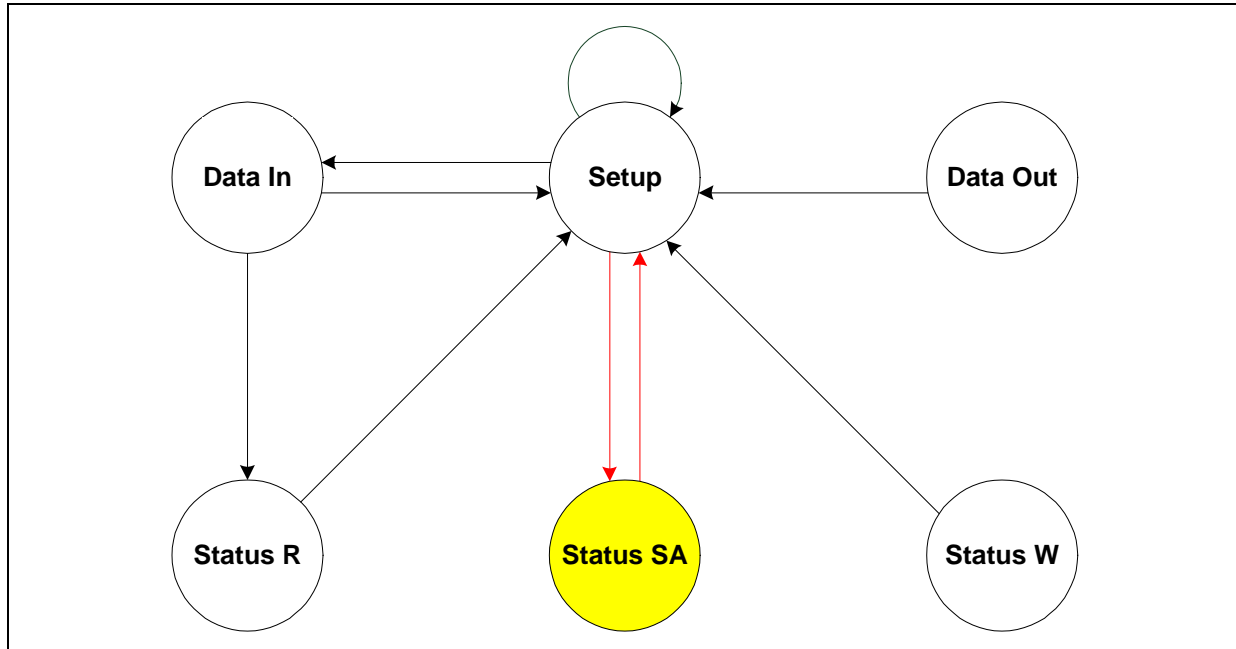 Data In
Setup
Data Out
Status R
Status SA
Status W